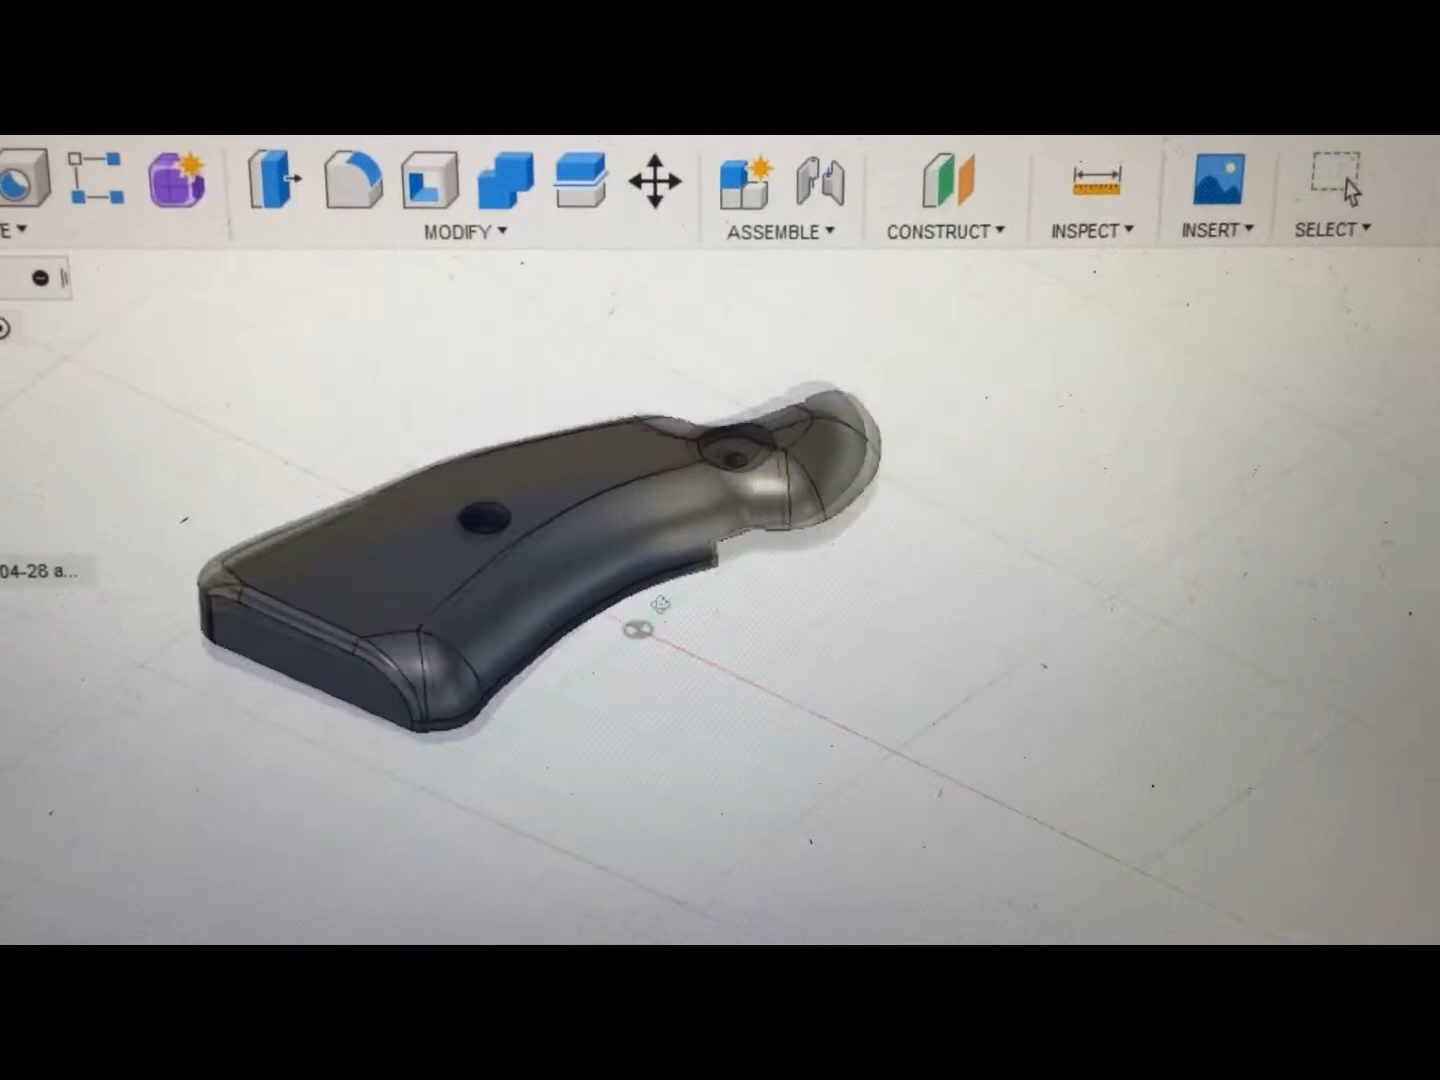 E
MODIFY
ASSEMBLE
CONSTRUCT
INSPECT
INSERT
SELECT
04-28 a...